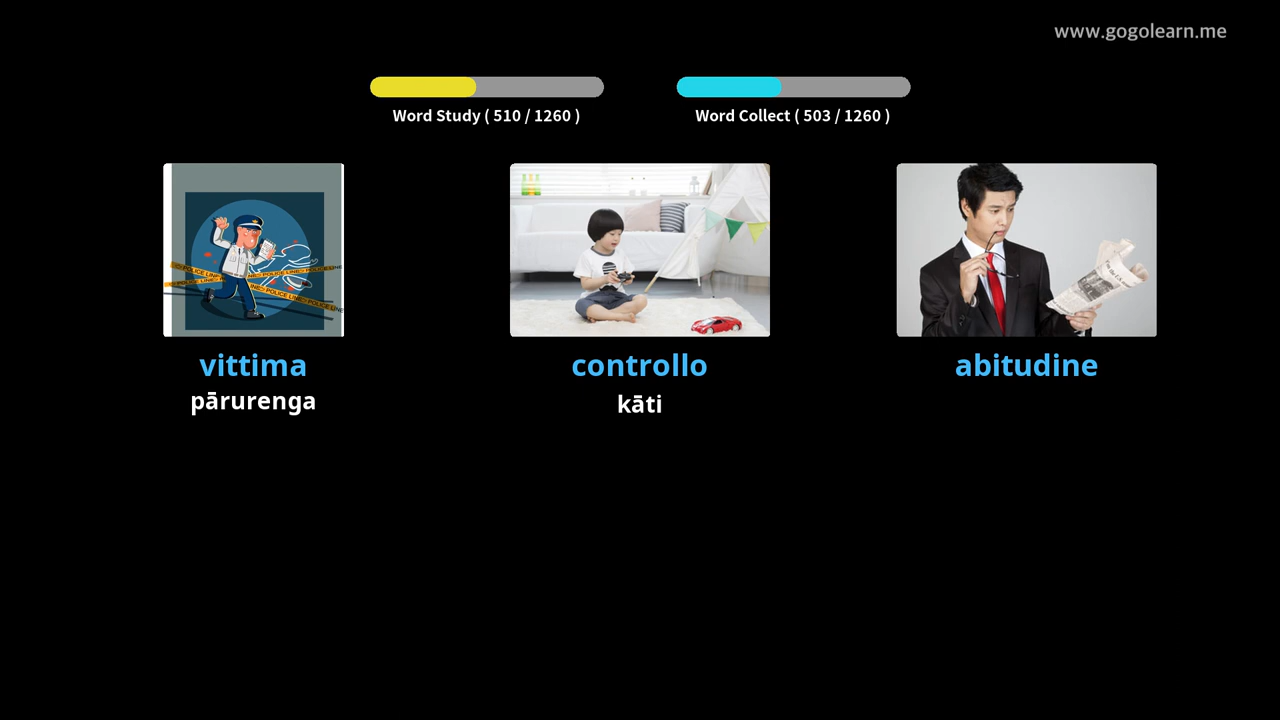 www.gogolearn.me
Word Study ( 510 / 1260 )
Word Collect ( 503 / 1260 )
vittima
controllo
abitudine
pārurenga
kāti